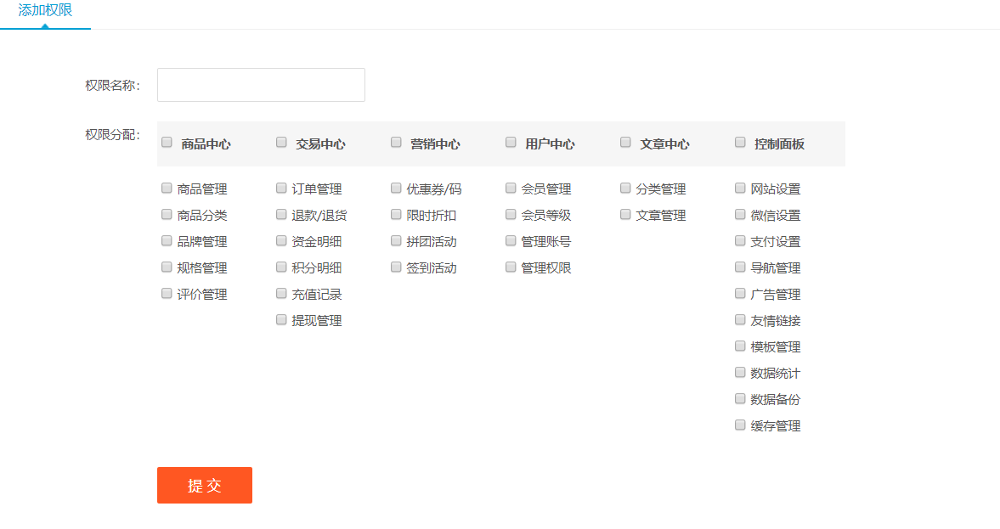 添加权限
权限名称：
权限分配： 商品中心 交易中心 营销中心 用户中心 文章中心 控制面板
商品管理 订单管理 优惠券/码 会员管理 分类管理 网站设置
商品分类 退款/退货 限时折扣 会员等级 文章管理 微信设置
品牌管理 资金明细 拼团活动 管理账号 支付设置
规格管理 积分明细 签到活动 管理权限 导航管理
评价管理 充值记录 广告管理
提现管理 友情链接
模板管理
数据统计
数据备份
缓存管理
提 交